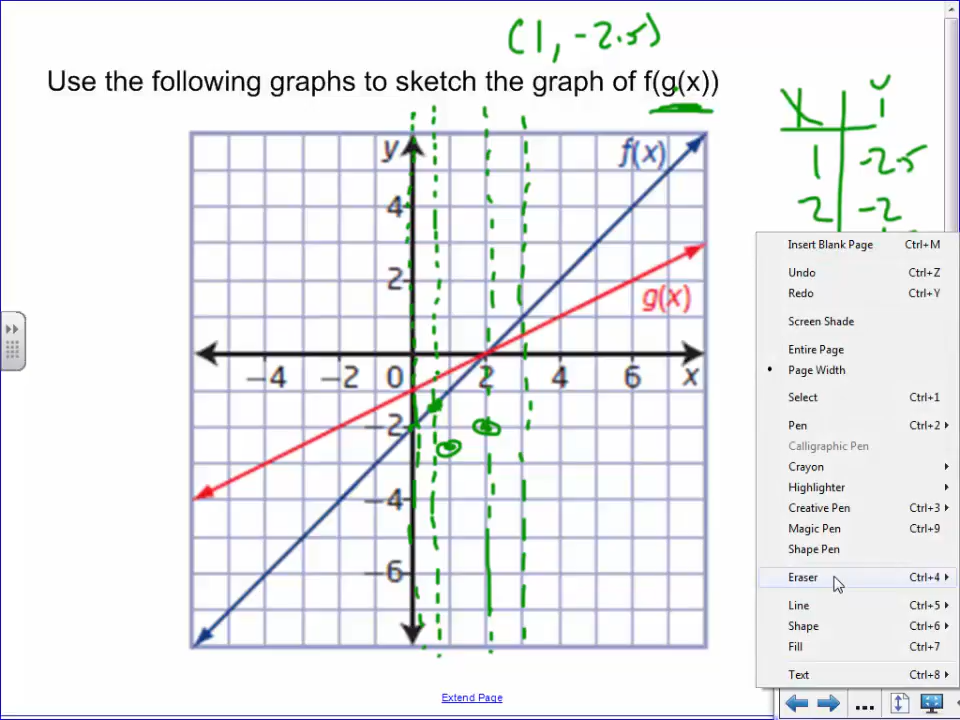 (1, -2.5)
Use the following graphs to sketch the graph of f(g(x))
X
1 -2.5
2 -2
y
f(x)
4
2
g(x)
-4 -2 0 2 4 6 x
-2
-4
-6
Insert Blank Page Ctrl+M
Undo Ctrl+Z
Redo Ctrl+Y
Screen Shade
Entire Page
Page Width
Select Ctrl+1
Pen Ctrl+2
Calligraphic Pen
Crayon
Highlighter
Creative Pen Ctrl+3
Magic Pen Ctrl+9
Shape Pen
Eraser Ctrl+4
Line Ctrl+5
Shape Ctrl+6
Fill Ctrl+7
Text Ctrl+8
Extend Page